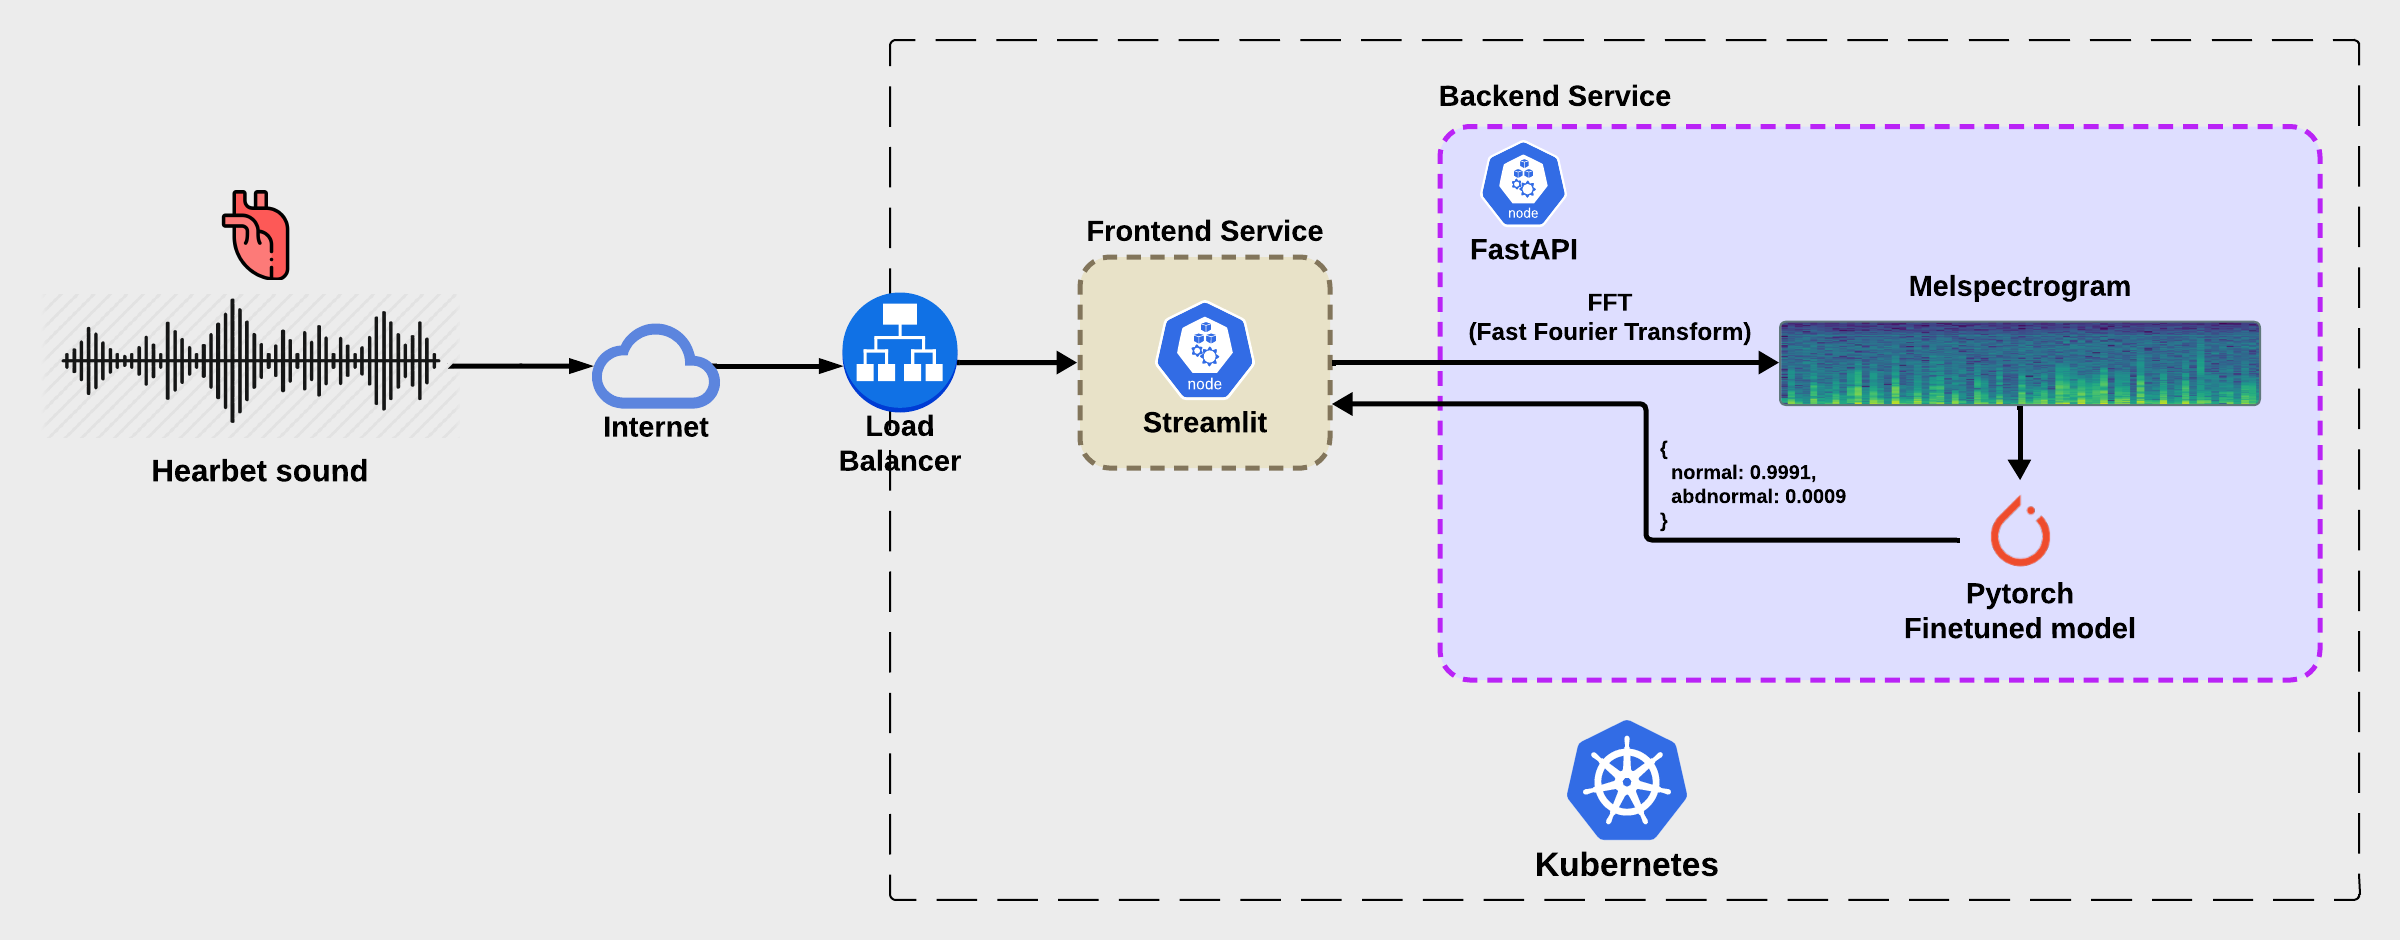 Backend Service
node
FastAPI
Frontend Service
node
Streamlit
FFT
(Fast Fourier Transform)
Melspectrogram
Hearbet sound
Internet
Load
Balancer
{
normal: 0.9991,
abdnormal: 0.0009
}
Pytorch
Finetuned model
Kubernetes